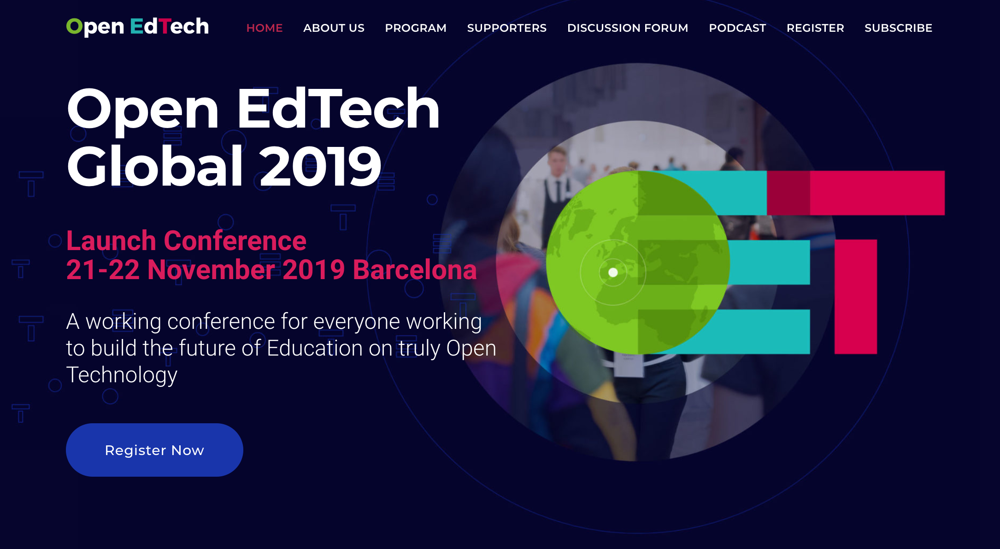 Open EdTech
HOME ABOUT US PROGRAM SUPPORTERS DISCUSSION FORUM PODCAST REGISTER SUBSCRIBE
Open EdTech
Global 2019
Launch Conference
21-22 November 2019 Barcelona
A working conference for everyone working
to build the future of Education on truly Open
Technology
Register Now